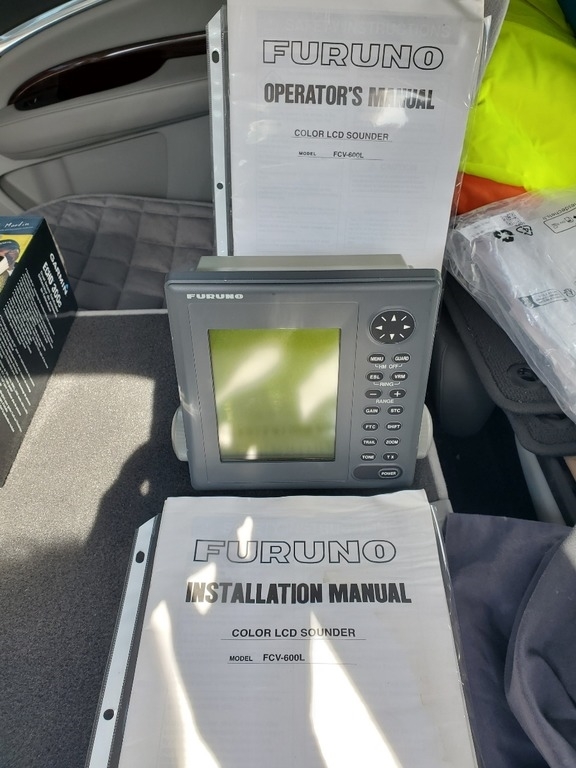 FURUNO
OPERATOR'S MANUAL
COLOR LCD SOUNDER
MODEL FCV-600L
FURUNO
MENU GUARD
HM OFF
EBL VRM
RING
− +
RANGE
GAIN STC
FTC SHIFT
TRAIL ZOOM
TONE TX
POWER
GARMIN
FURUNO
INSTALLATION MANUAL
COLOR LCD SOUNDER
MODEL FCV-600L